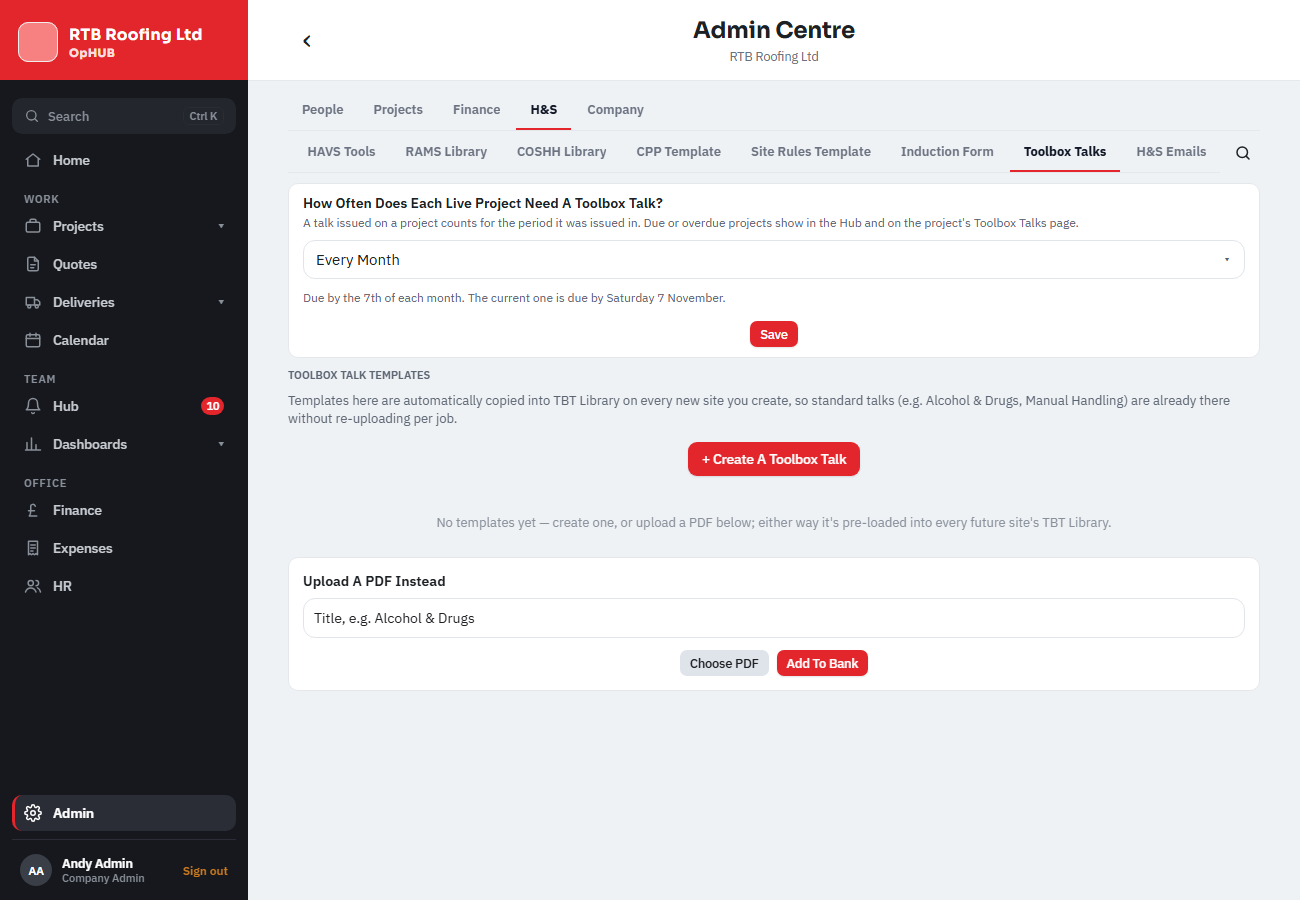 RTB Roofing Ltd
OpHUB
Search
Ctrl K
Home
WORK
Projects
Quotes
Deliveries
Calendar
TEAM
Hub
10
Dashboards
OFFICE
Finance
Expenses
HR
Admin
AA
Andy Admin
Company Admin
Sign out
Admin Centre
RTB Roofing Ltd
People
Projects
Finance
H&S
Company
HAVS Tools
RAMS Library
COSHH Library
CPP Template
Site Rules Template
Induction Form
Toolbox Talks
H&S Emails
How Often Does Each Live Project Need A Toolbox Talk?
A talk issued on a project counts for the period it was issued in. Due or overdue projects show in the Hub and on the project's Toolbox Talks page.
Every Month
Due by the 7th of each month. The current one is due by Saturday 7 November.
Save
TOOLBOX TALK TEMPLATES
Templates here are automatically copied into TBT Library on every new site you create, so standard talks (e.g. Alcohol & Drugs, Manual Handling) are already there
without re-uploading per job.
+ Create A Toolbox Talk
No templates yet — create one, or upload a PDF below; either way it's pre-loaded into every future site's TBT Library.
Upload A PDF Instead
Title, e.g. Alcohol & Drugs
Choose PDF
Add To Bank